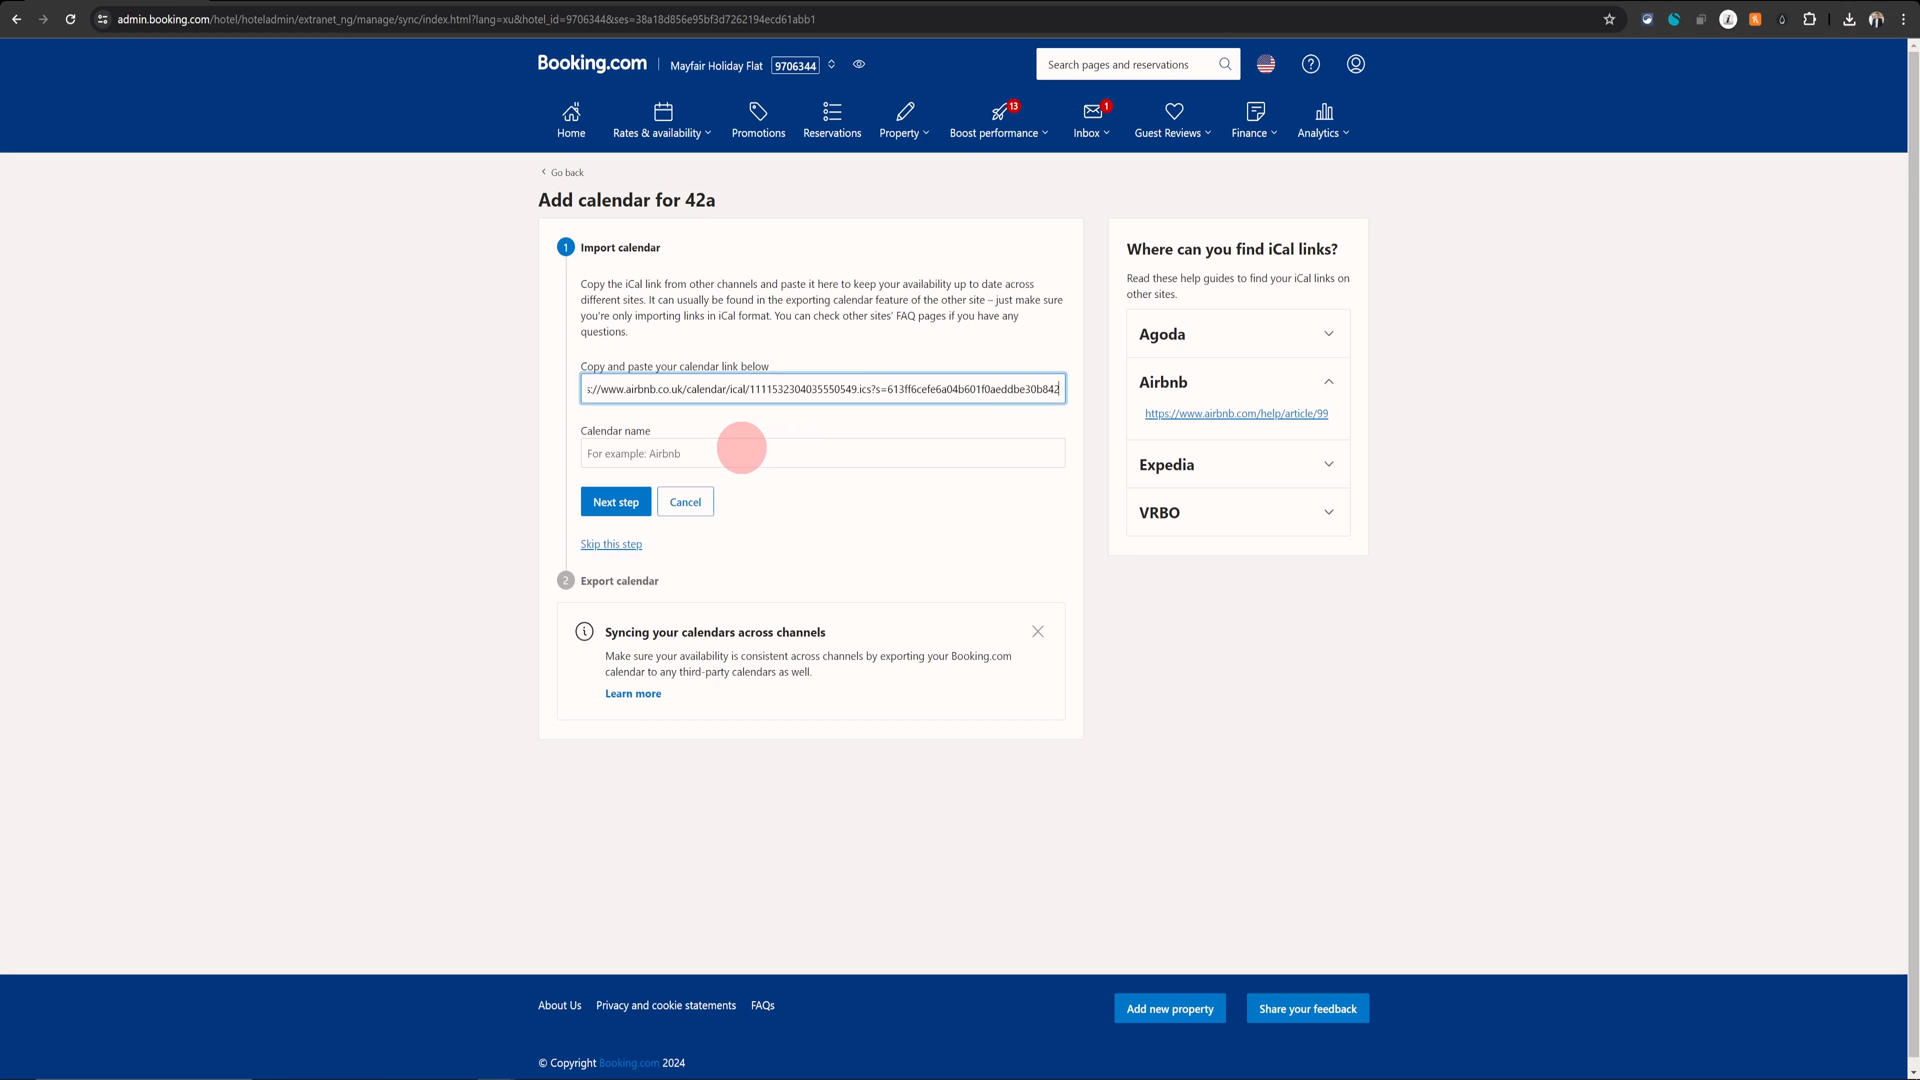 admin.booking.com/hotel/hoteladmin/extranet_ng/manage/sync/index.html?lang=xu&hotel_id=9706344&ses=38a18d856e95bf3d7262194ecd61abb1
Booking.com
Mayfair Holiday Flat 9706344
Search pages and reservations
Home
Rates & availability
Promotions
Reservations
Property
Boost performance
13
Inbox
1
Guest Reviews
Finance
Analytics
Go back
Add calendar for 42a
1 Import calendar
Copy the iCal link from other channels and paste it here to keep your availability up to date across
different sites. It can usually be found in the exporting calendar feature of the other site – just make sure
you're only importing links in iCal format. You can check other sites' FAQ pages if you have any
questions.
Copy and paste your calendar link below
s://www.airbnb.co.uk/calendar/ical/1111532304035550549.ics?s=613ff6cefe6a04b601f0aeddbe30b842
Calendar name
For example: Airbnb
Next step
Cancel
Skip this step
2 Export calendar
Syncing your calendars across channels
Make sure your availability is consistent across channels by exporting your Booking.com
calendar to any third-party calendars as well.
Learn more
Where can you find iCal links?
Read these help guides to find your iCal links on
other sites.
Agoda
Airbnb
https://www.airbnb.com/help/article/99
Expedia
VRBO
About Us
Privacy and cookie statements
FAQs
Add new property
Share your feedback
© Copyright Booking.com 2024